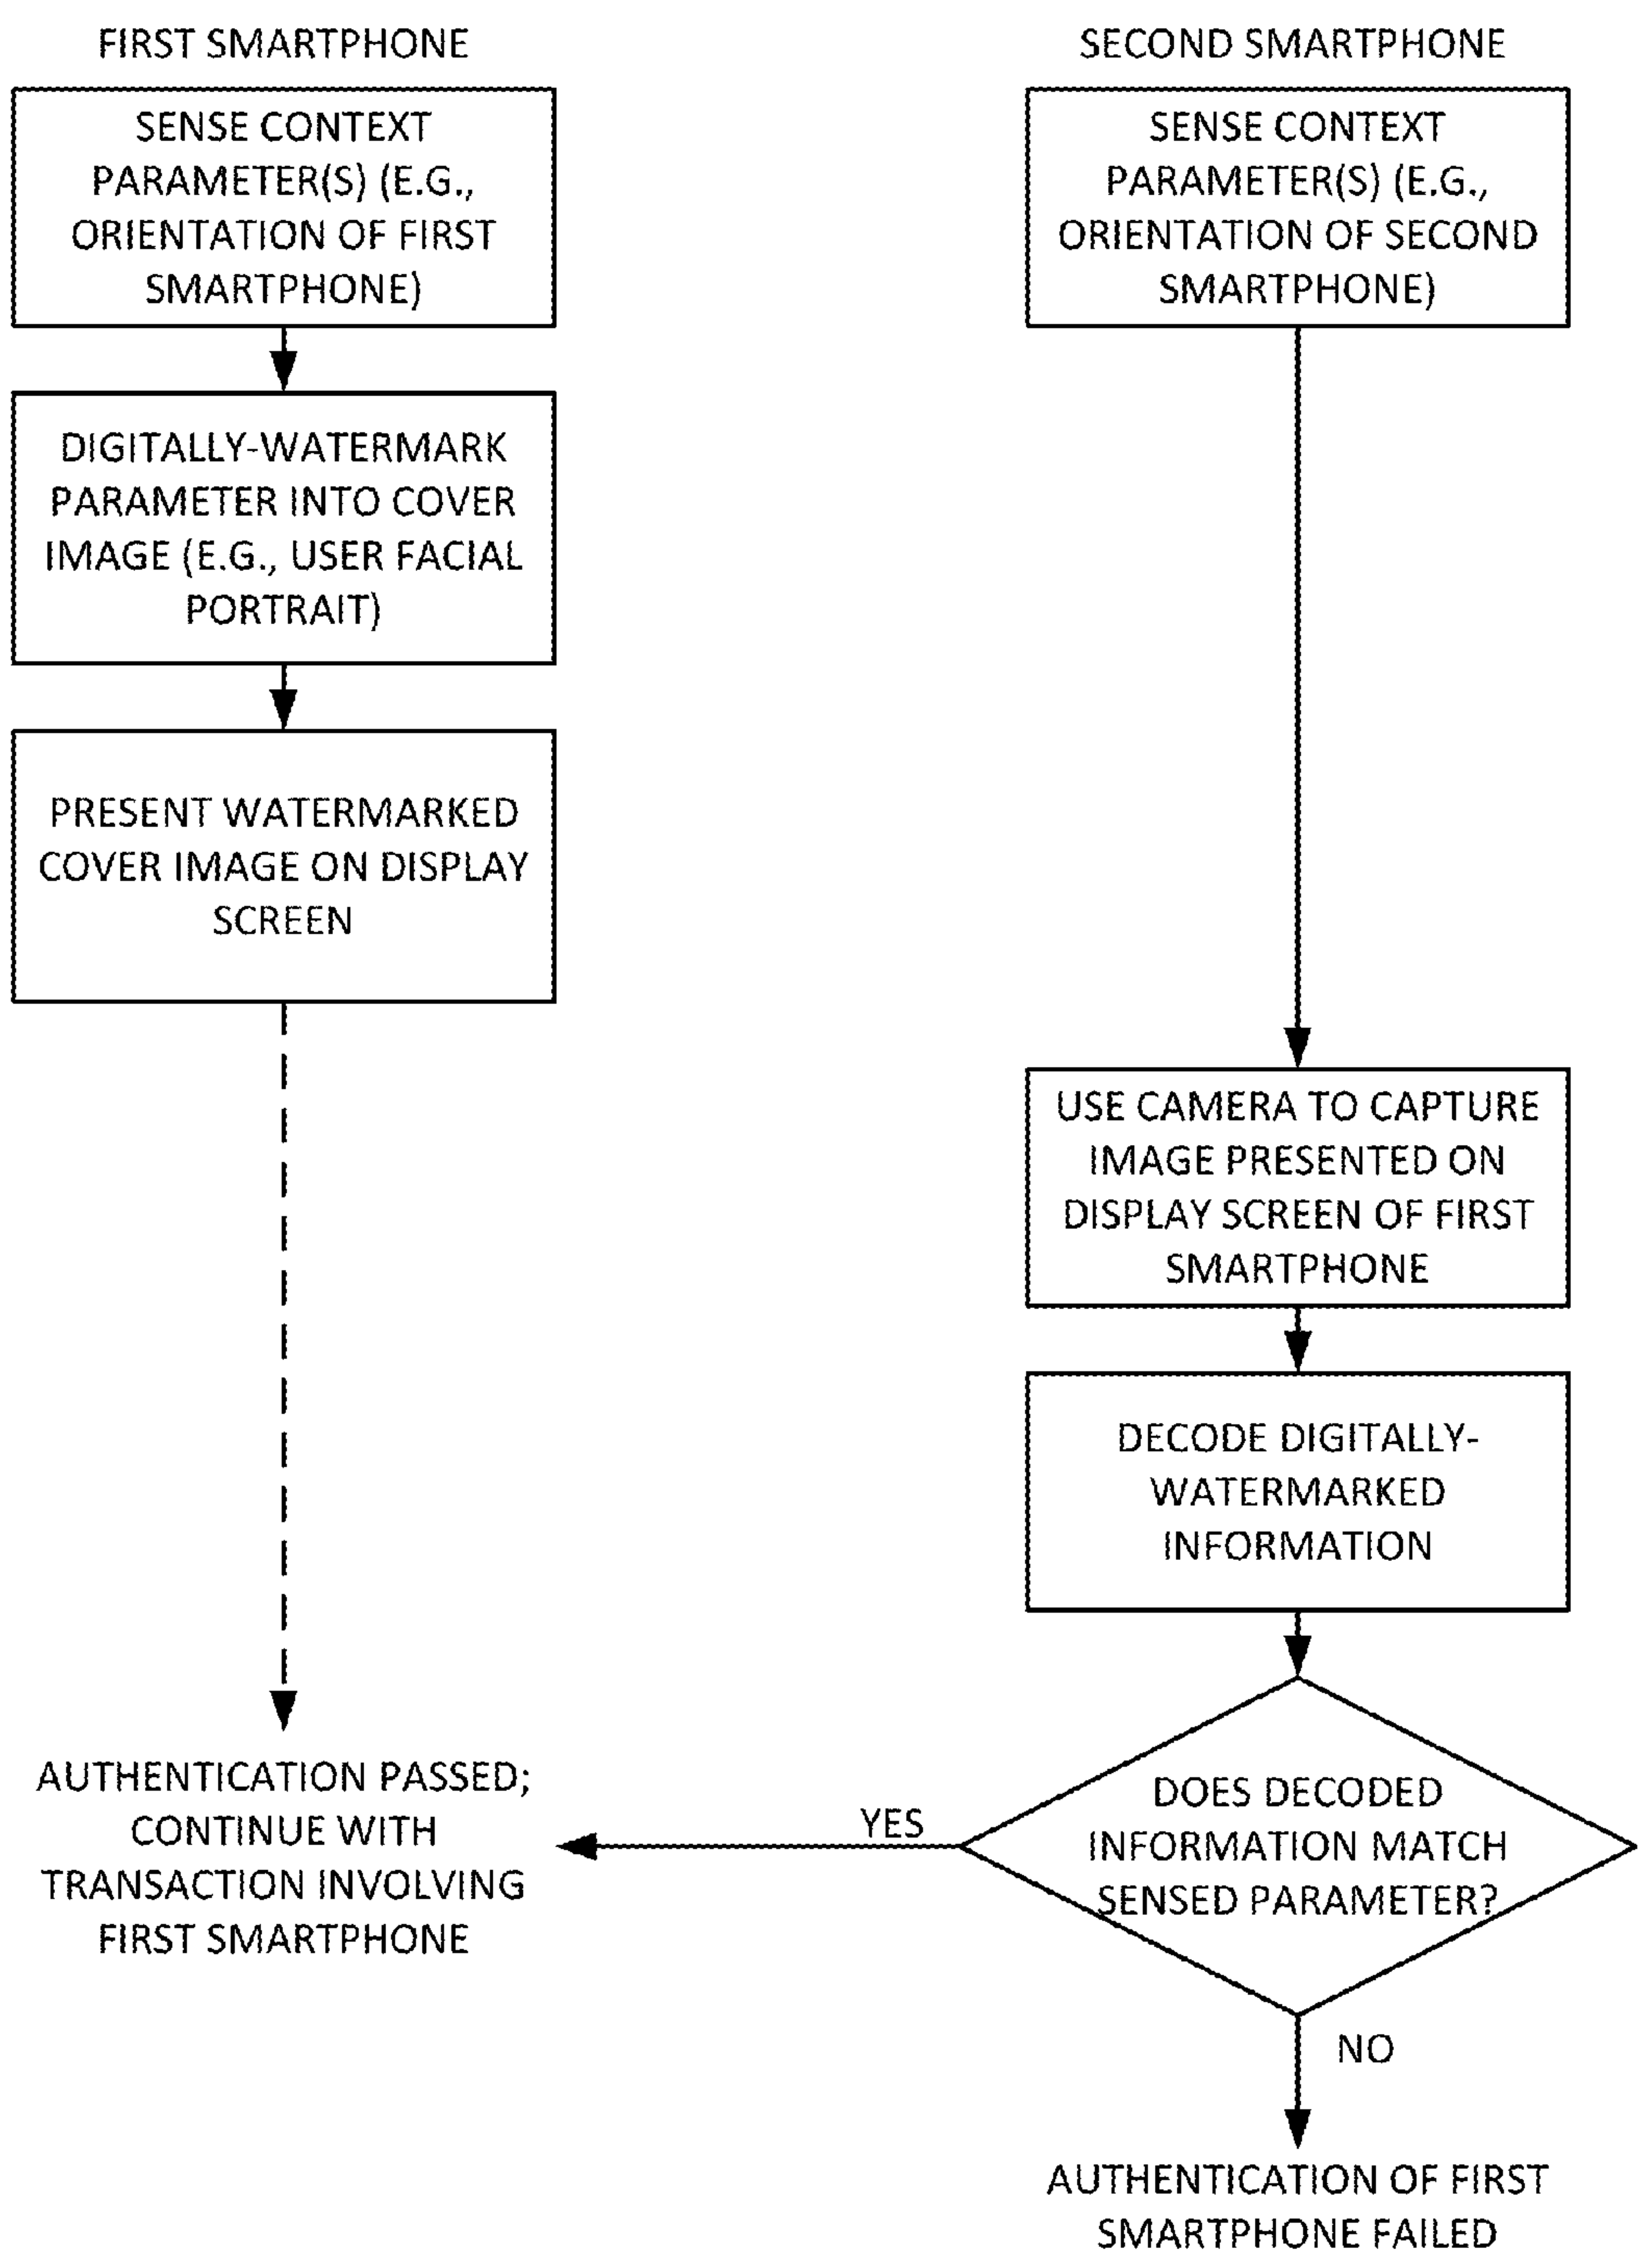 FIRST SMARTPHONE
SENSE CONTEXT
PARAMETER(S) (E.G.,
ORIENTATION OF FIRST
SMARTPHONE)
DIGITALLY-WATERMARK
PARAMETER INTO COVER
IMAGE (E.G., USER FACIAL
PORTRAIT)
PRESENT WATERMARKED
COVER IMAGE ON DISPLAY
SCREEN
AUTHENTICATION PASSED;
CONTINUE WITH
TRANSACTION INVOLVING
FIRST SMARTPHONE
SECOND SMARTPHONE
SENSE CONTEXT
PARAMETER(S) (E.G.,
ORIENTATION OF SECOND
SMARTPHONE)
USE CAMERA TO CAPTURE
IMAGE PRESENTED ON
DISPLAY SCREEN OF FIRST
SMARTPHONE
DECODE DIGITALLY-
WATERMARKED
INFORMATION
DOES DECODED
INFORMATION MATCH
SENSED PARAMETER?
YES
NO
AUTHENTICATION OF FIRST
SMARTPHONE FAILED